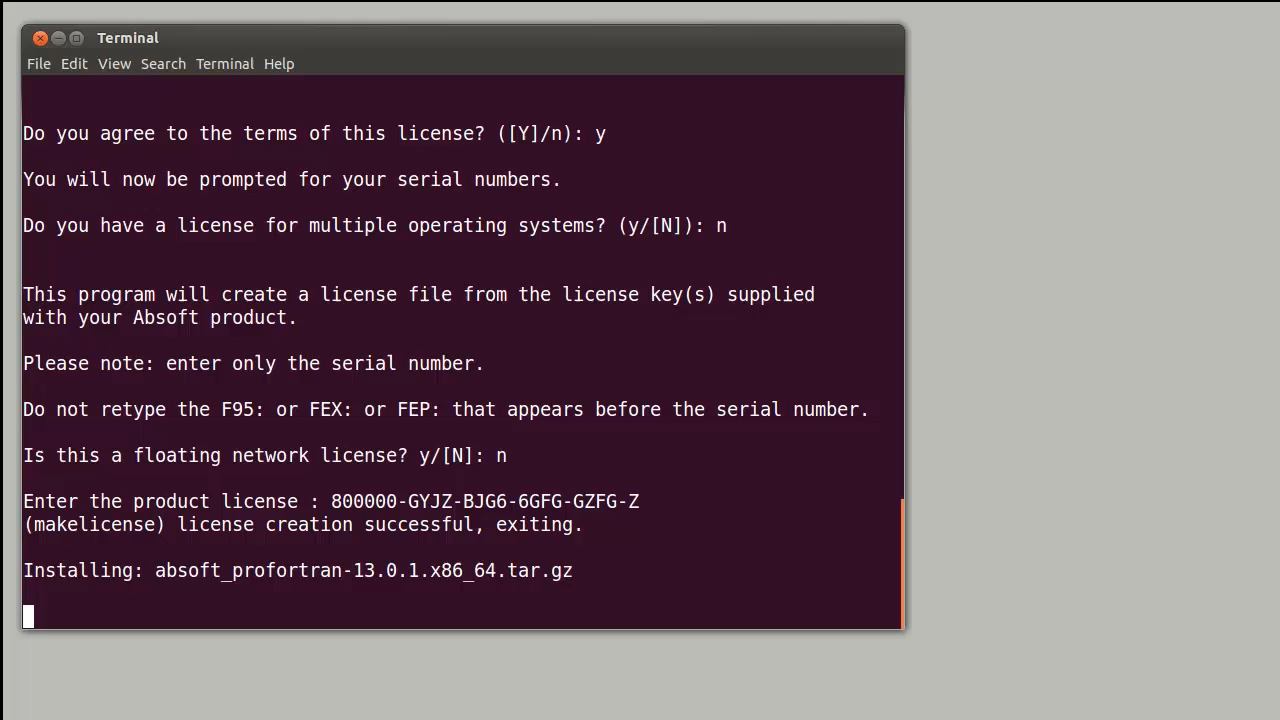 Terminal
File Edit View Search Terminal Help
Do you agree to the terms of this license? ([Y]/n): y
You will now be prompted for your serial numbers.
Do you have a license for multiple operating systems? (y/[N]): n
This program will create a license file from the license key(s) supplied
with your Absoft product.
Please note: enter only the serial number.
Do not retype the F95: or FEX: or FEP: that appears before the serial number.
Is this a floating network license? y/[N]: n
Enter the product license : 800000-GYJZ-BJG6-6GFG-GZFG-Z
(makelicense) license creation successful, exiting.
Installing: absoft_profortran-13.0.1.x86_64.tar.gz